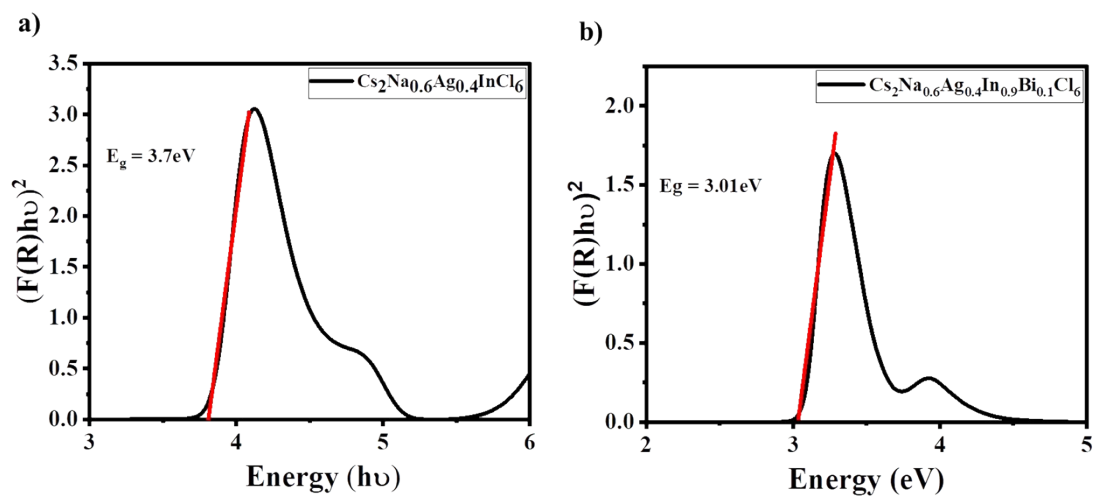 a)
3.5
3.0
2.5
2.0
1.5
1.0
0.5
0.0
3
4
5
6
(F(R)hυ)²
Energy (hυ)
Cs₂Na₀.₆Ag₀.₄InCl₆
E_g = 3.7eV
b)
2.0
1.5
1.0
0.5
0.0
2
3
4
5
(F(R)hυ)²
Energy (eV)
Cs₂Na₀.₆Ag₀.₄In₀.₉Bi₀.₁Cl₆
Eg = 3.01eV